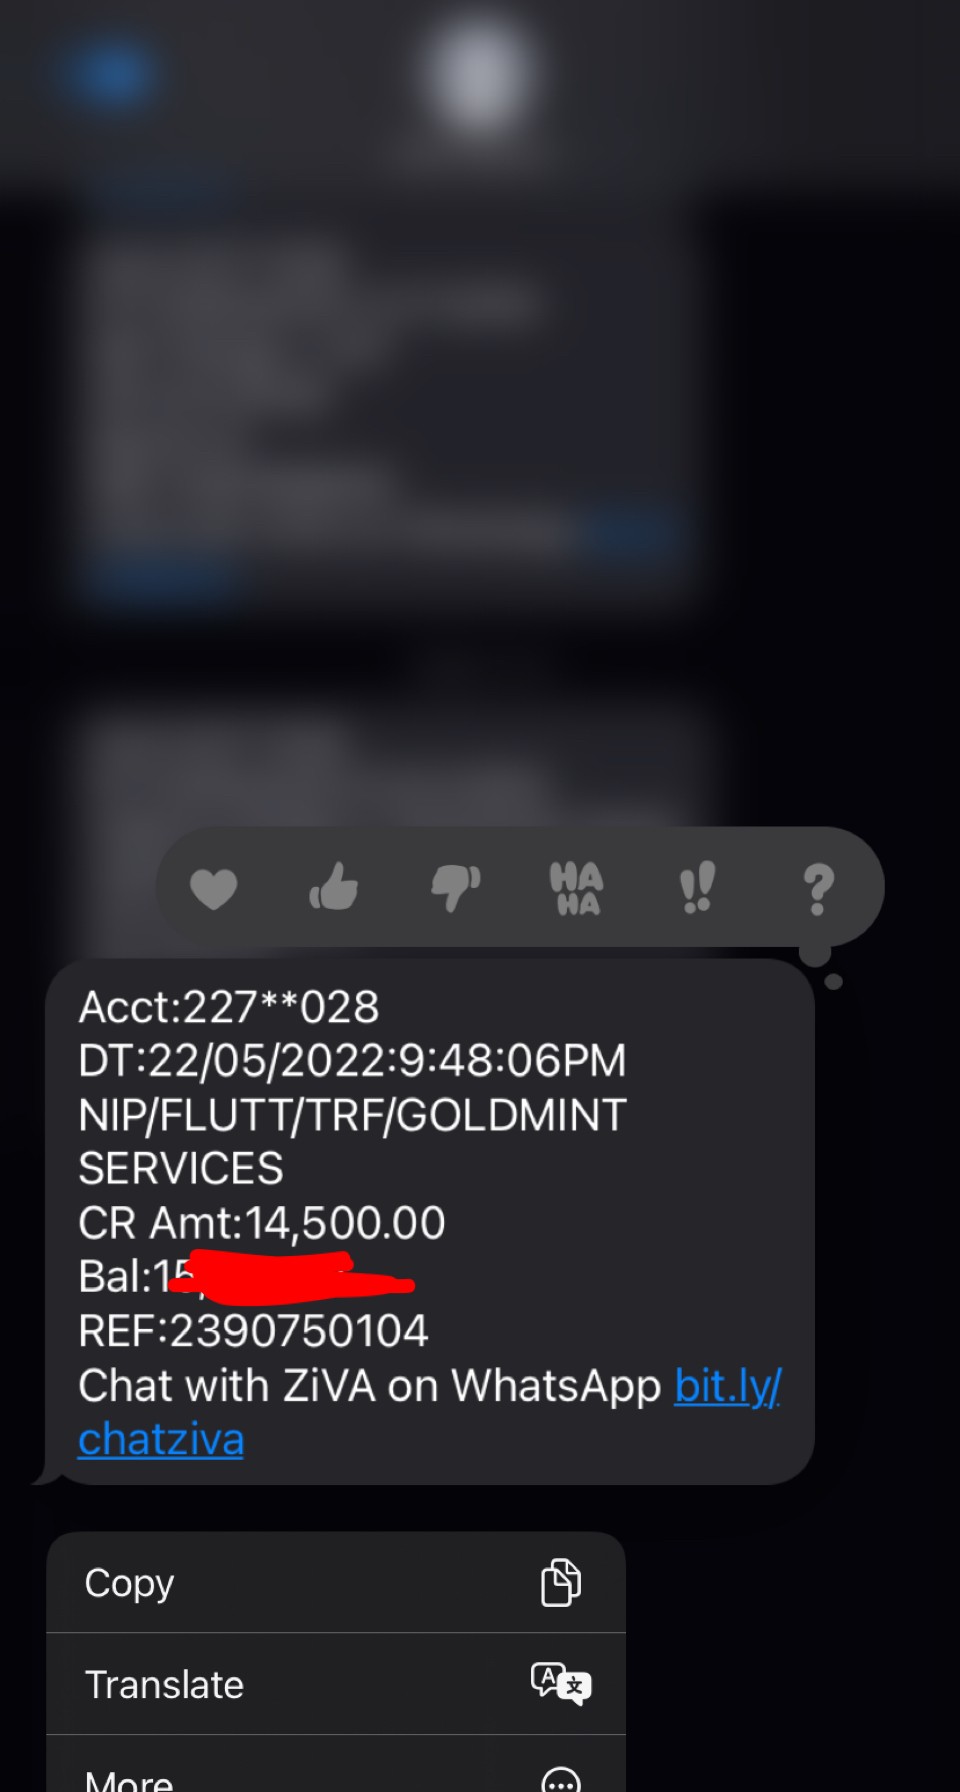 HA
HA
!!
?
Acct:227**028
DT:22/05/2022:9:48:06PM
NIP/FLUTT/TRF/GOLDMINT
SERVICES
CR Amt:14,500.00
Bal:15,
REF:2390750104
Chat with ZiVA on WhatsApp bit.ly/
chatziva
Copy
Translate
More